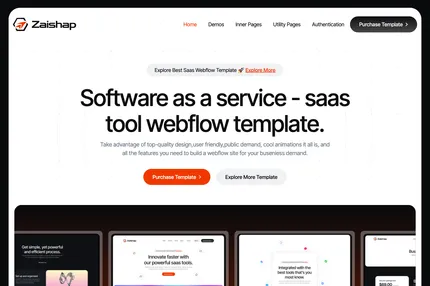 Zaishap
Home Demos Inner Pages Utility Pages Authentication Purchase Template >
Explore Best Saas Webflow Template 🚀 Explore More
Software as a service - saas
tool webflow template.
Take advantage of top-quality design,user friendly,public demand, cool animations it all is, and
all the features you need to build a webflow site for your busieness demand.
Purchase Template > Explore More Template
Get simple, yet powerful
and efficient process.
Innovate faster with
our powerful saas tools.
Integrated with the
best tools that's you
most know